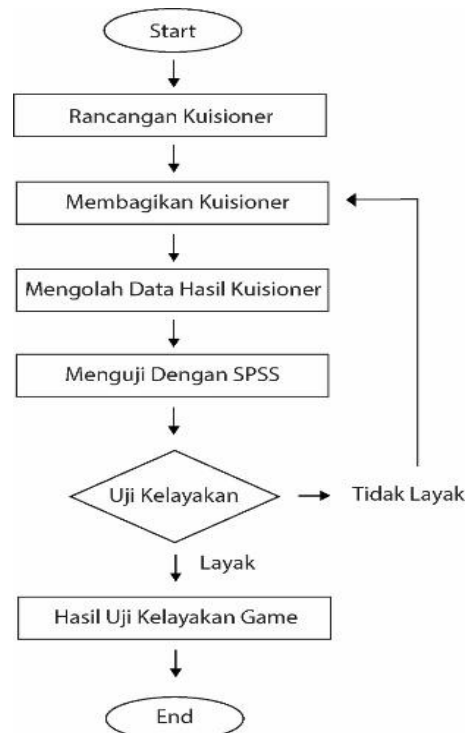 Start
Rancangan Kuisioner
Membagikan Kuisioner
Mengolah Data Hasil Kuisioner
Menguji Dengan SPSS
Uji Kelayakan
Tidak Layak
Layak
Hasil Uji Kelayakan Game
End